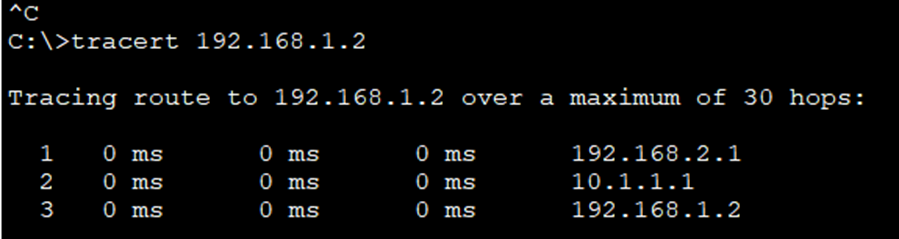 ^C
C:\>tracert 192.168.1.2
Tracing route to 192.168.1.2 over a maximum of 30 hops:
1 0 ms 0 ms 0 ms 192.168.2.1
2 0 ms 0 ms 0 ms 10.1.1.1
3 0 ms 0 ms 0 ms 192.168.1.2